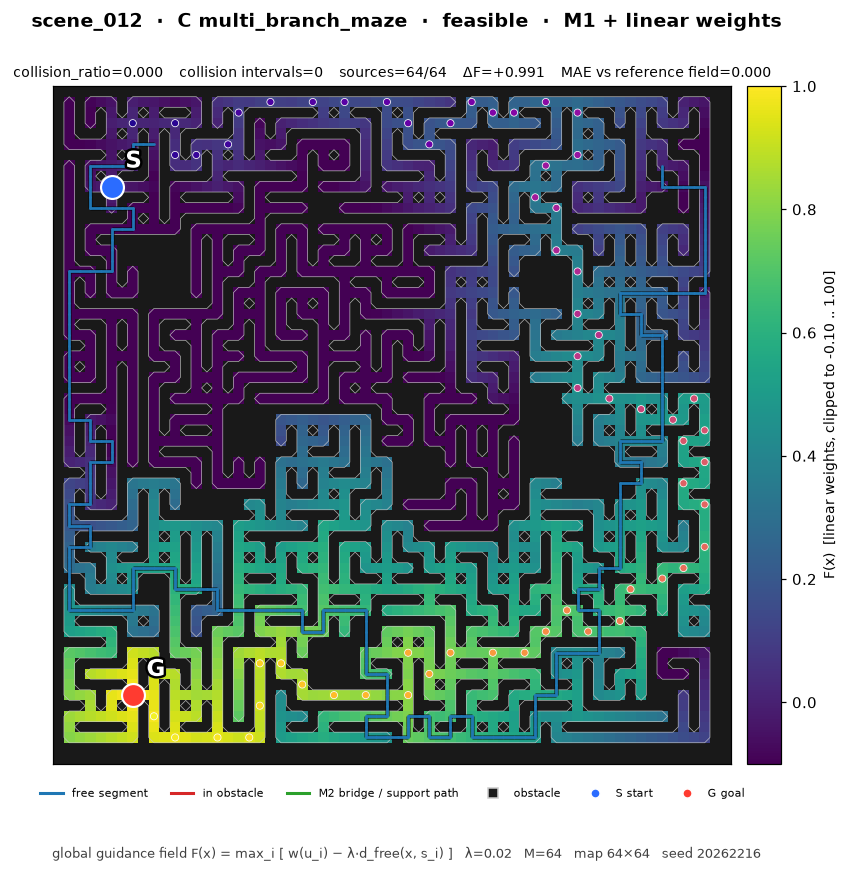 scene_012 · C multi_branch_maze · feasible · M1 + linear weights
collision_ratio=0.000 collision intervals=0 sources=64/64 ΔF=+0.991 MAE vs reference field=0.000
S
G
1.0
0.8
0.6
0.4
0.2
0.0
F(x) [linear weights, clipped to -0.10 .. 1.00]
free segment
in obstacle
M2 bridge / support path
obstacle
S start
G goal
global guidance field F(x) = max_i [ w(u_i) − λ·d_free(x, s_i) ] λ=0.02 M=64 map 64×64 seed 20262216